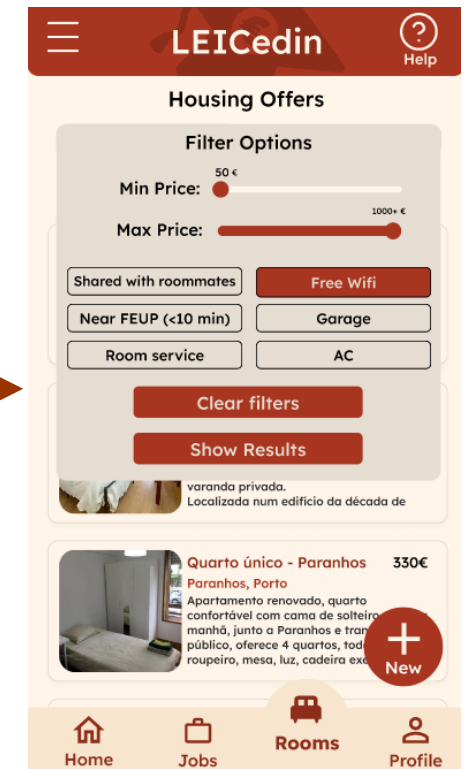 LEICedin
Help
Housing Offers
Filter Options
50 €
Min Price:
1000+ €
Max Price:
Shared with roommates
Free Wifi
Near FEUP (<10 min)
Garage
Room service
AC
Clear filters
Show Results
varanda privada.
Localizada num edifício da década de
Quarto único - Paranhos 330€
Paranhos, Porto
Apartamento renovado, quarto
confortável com cama de solteiro
manhã, junto a Paranhos e
público, oferece 4 quartos,
roupeiro, mesa, luz, cadeira
New
Home
Jobs
Rooms
Profile